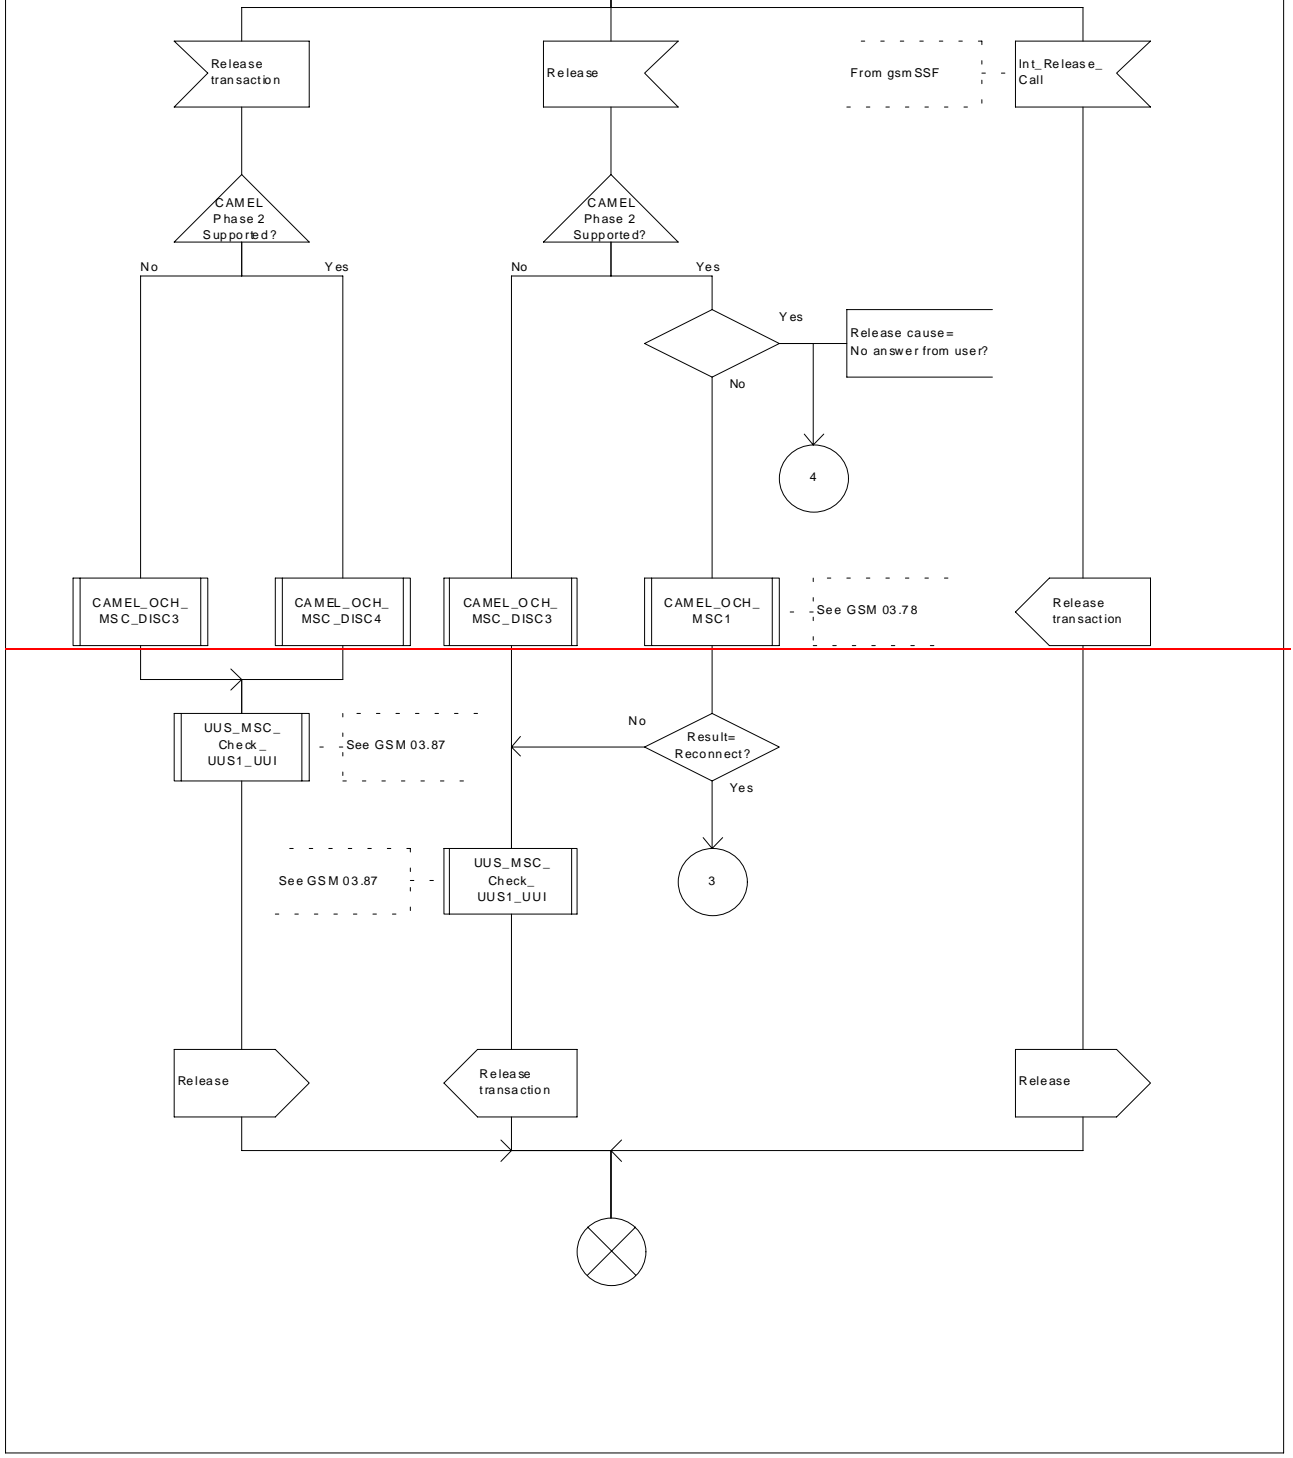 Release
transaction
Release
From gsmSSF
Int_Release_
Call
CAMEL
Phase 2
Supported?
CAMEL
Phase 2
Supported?
No
Yes
No
Yes
Yes
Release cause=
No answer from user?
No
4
CAMEL_OCH_
MSC_DISC3
CAMEL_OCH_
MSC_DISC4
CAMEL_OCH_
MSC_DISC3
CAMEL_OCH_
MSC1
See GSM 03.78
Release
transaction
UUS_MSC_
Check_
UUS1_UUI
See GSM 03.87
No
Result=
Reconnect?
Yes
See GSM 03.87
UUS_MSC_
Check_
UUS1_UUI
3
Release
Release
transaction
Release